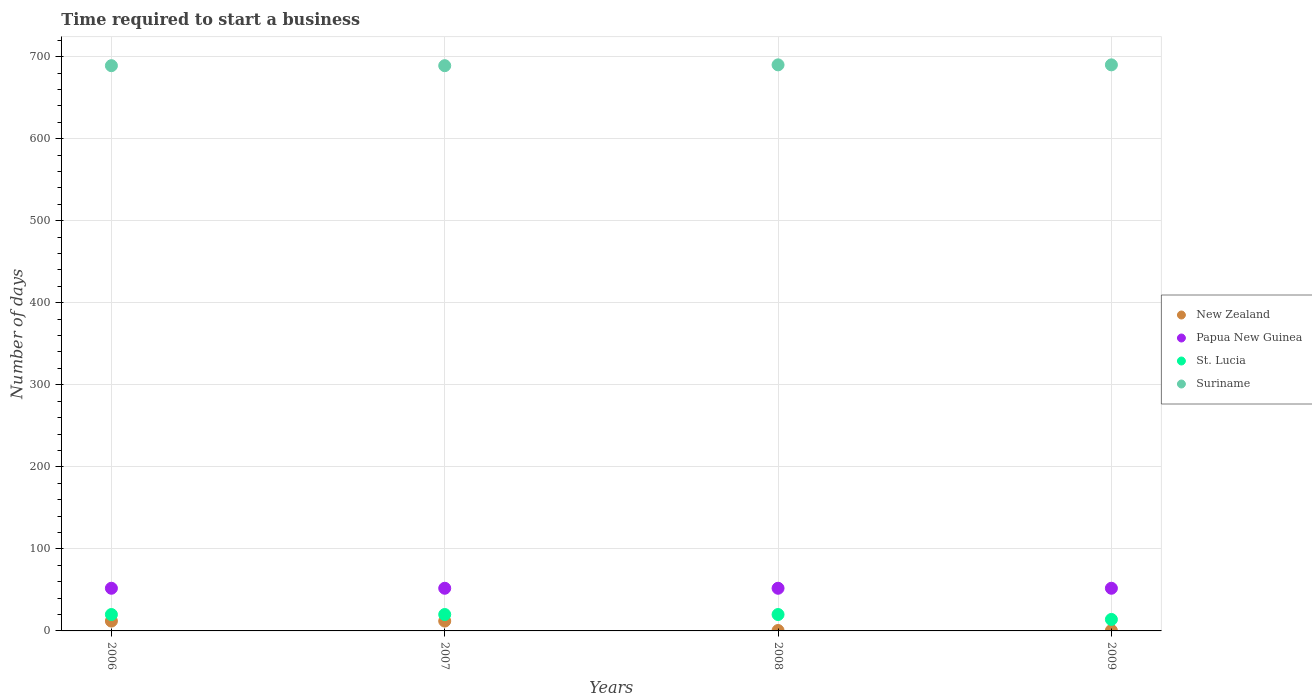 Time required to start a business
Number of days
700
600
500
400
300
200
100
0
2006
2007
2008
2009
Years
New Zealand
Papua New Guinea
St. Lucia
Suriname